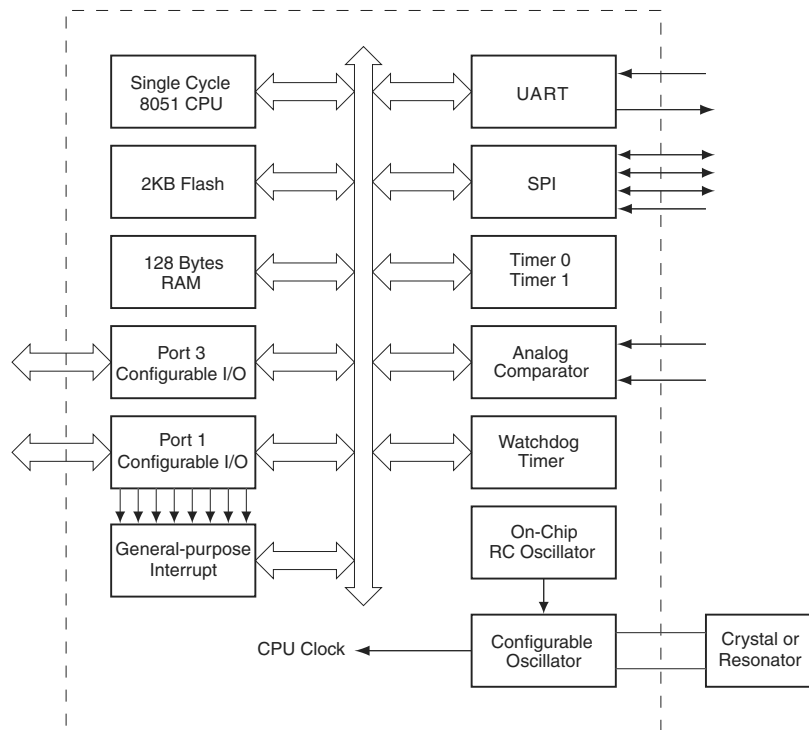 Single Cycle
8051 CPU
UART
2KB Flash
SPI
128 Bytes
RAM
Timer 0
Timer 1
Port 3
Configurable I/O
Analog
Comparator
Port 1
Configurable I/O
Watchdog
Timer
General-purpose
Interrupt
On-Chip
RC Oscillator
CPU Clock
Configurable
Oscillator
Crystal or
Resonator